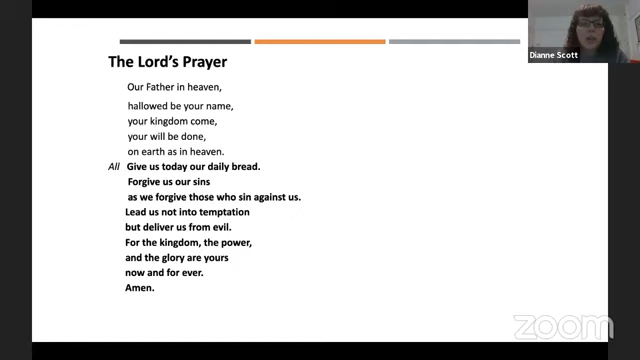 The Lord's Prayer
Our Father in heaven,
hallowed be your name,
your kingdom come,
your will be done,
on earth as in heaven.
All Give us today our daily bread.
Forgive us our sins
as we forgive those who sin against us.
Lead us not into temptation
but deliver us from evil.
For the kingdom, the power,
and the glory are yours
now and for ever.
Amen.
Dianne Scott
zoom